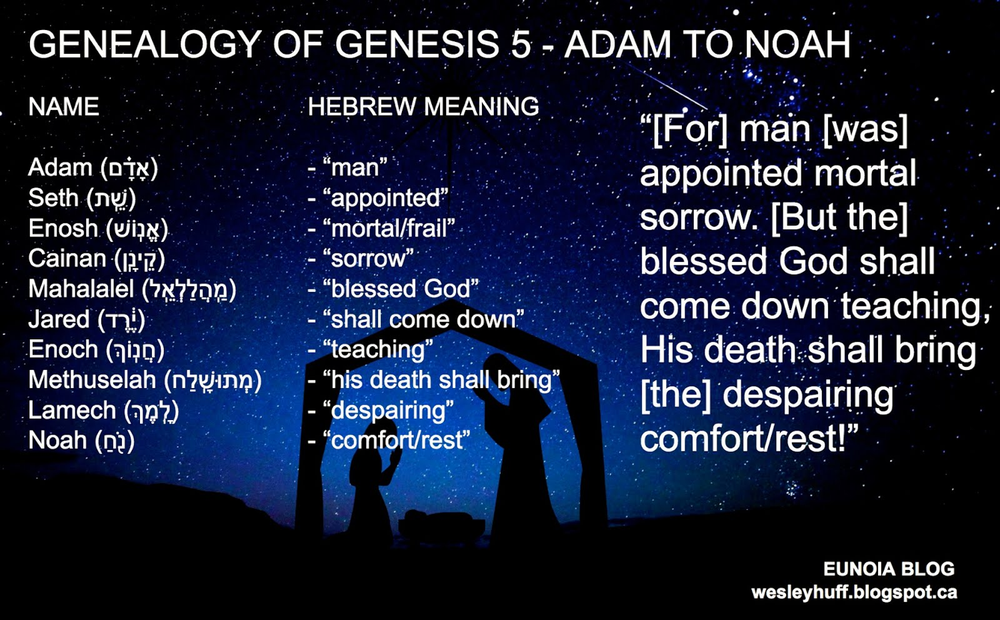 GENEALOGY OF GENESIS 5 - ADAM TO NOAH
NAME HEBREW MEANING
Adam (אָדָ֗ם) - “man”
Seth (שֵׁ֖ת) - “appointed”
Enosh (אֱנ֑וֹשׁ) - “mortal/frail”
Cainan (קֵינָ֖ן) - “sorrow”
Mahalalel (מַֽהֲלַלְאֵ֖ל) - “blessed God”
Jared (יֶ֔רֶד) - “shall come down”
Enoch (חֲנ֥וֹךְ) - “teaching”
Methuselah (מְתוּשֶׁ֖לַח) - “his death shall bring”
Lamech (לָ֑מֶךְ) - “despairing”
Noah (נֹ֖חַ) - “comfort/rest”
“[For] man [was]
appointed mortal
sorrow. [But the]
blessed God shall
come down teaching,
His death shall bring
[the] despairing
comfort/rest!”
EUNOIA BLOG
wesleyhuff.blogspot.ca